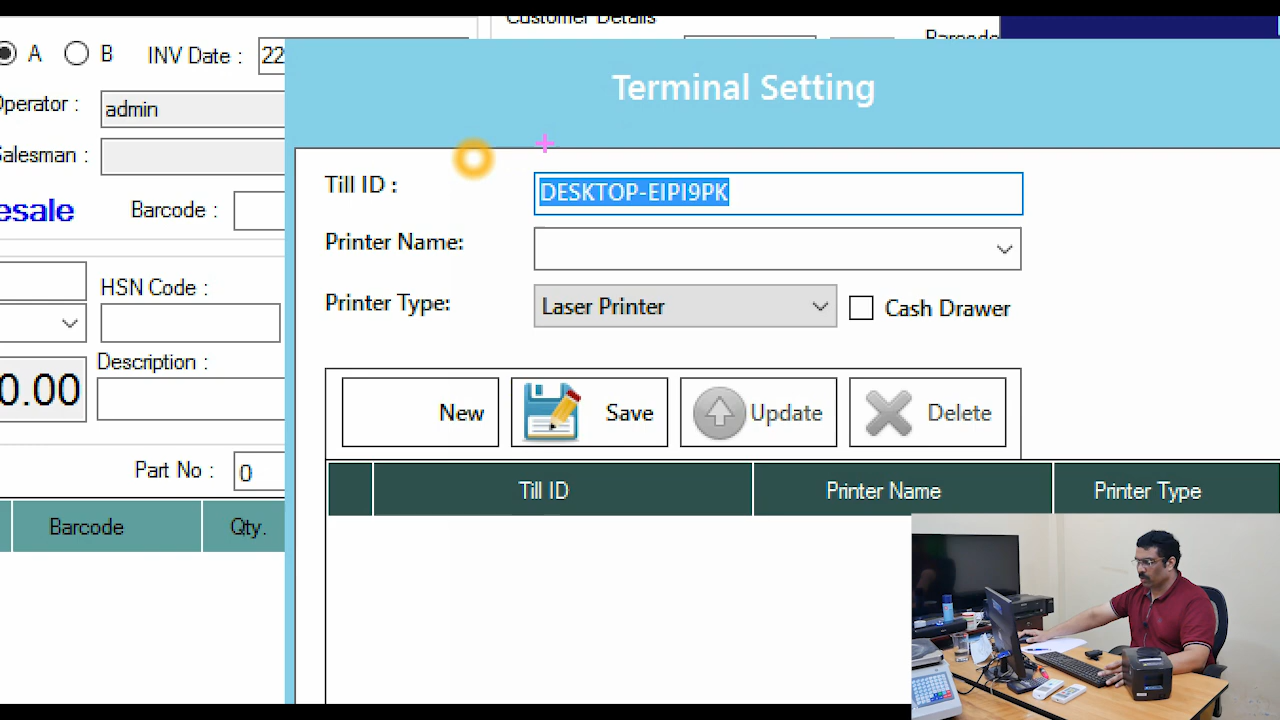 Customer Details
A
B
INV Date :
22
Barcode
Operator :
admin
Salesman :
esale
Barcode :
HSN Code :
0.00
Description :
Part No :
0
Barcode
Qty.
Terminal Setting
Till ID :
DESKTOP-EIPI9PK
Printer Name:
Printer Type:
Laser Printer
Cash Drawer
New
Save
Update
Delete
Till ID
Printer Name
Printer Type